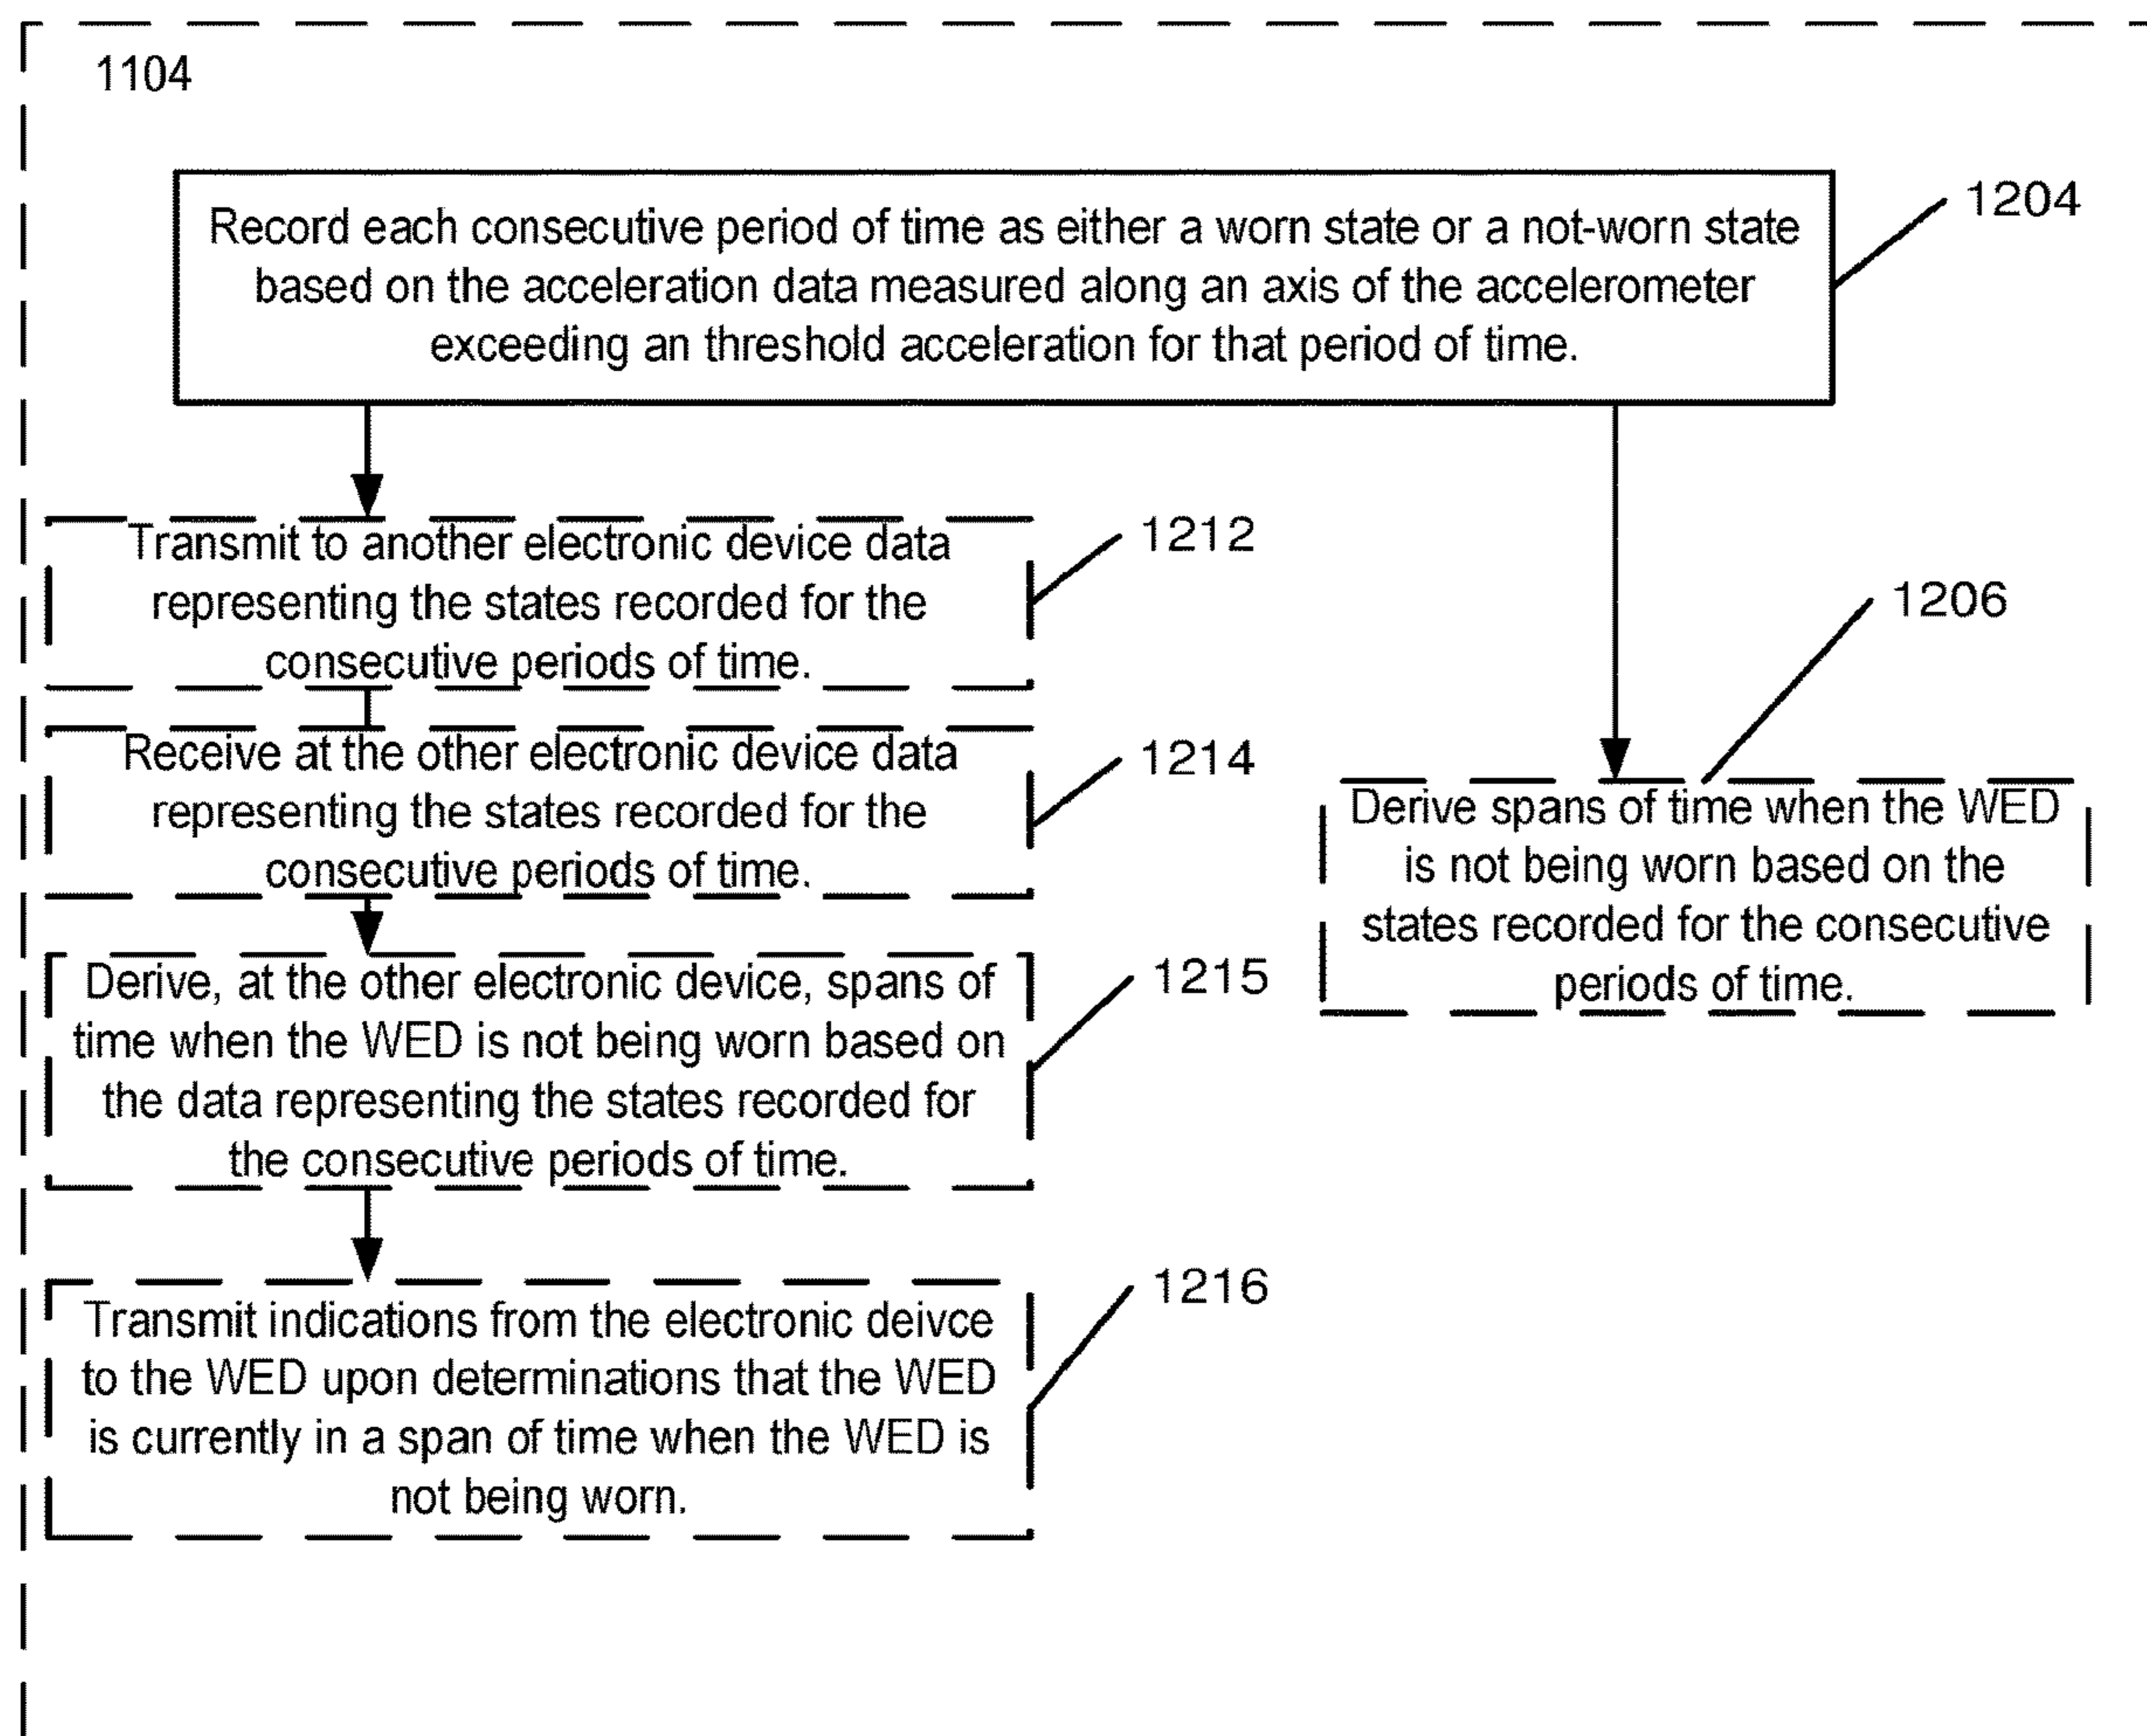 1104
Record each consecutive period of time as either a worn state or a not-worn state
based on the acceleration data measured along an axis of the accelerometer
exceeding an threshold acceleration for that period of time.
1204
Transmit to another electronic device data
representing the states recorded for the
consecutive periods of time.
1212
Receive at the other electronic device data
representing the states recorded for the
consecutive periods of time.
1214
Derive, at the other electronic device, spans of
time when the WED is not being worn based on
the data representing the states recorded for
the consecutive periods of time.
1215
Transmit indications from the electronic deivce
to the WED upon determinations that the WED
is currently in a span of time when the WED is
not being worn.
1216
1206
Derive spans of time when the WED
is not being worn based on the
states recorded for the consecutive
periods of time.